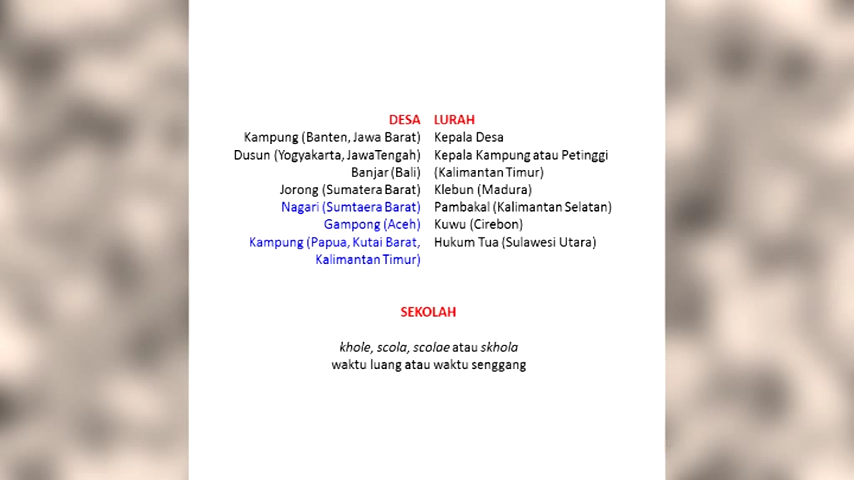 DESA
Kampung (Banten, Jawa Barat)
Dusun (Yogyakarta, JawaTengah)
Banjar (Bali)
Jorong (Sumatera Barat)
Nagari (Sumtaera Barat)
Gampong (Aceh)
Kampung (Papua, Kutai Barat,
Kalimantan Timur)
LURAH
Kepala Desa
Kepala Kampung atau Petinggi
(Kalimantan Timur)
Klebun (Madura)
Pambakal (Kalimantan Selatan)
Kuwu (Cirebon)
Hukum Tua (Sulawesi Utara)
SEKOLAH
khole, scola, scolae atau skhola
waktu luang atau waktu senggang